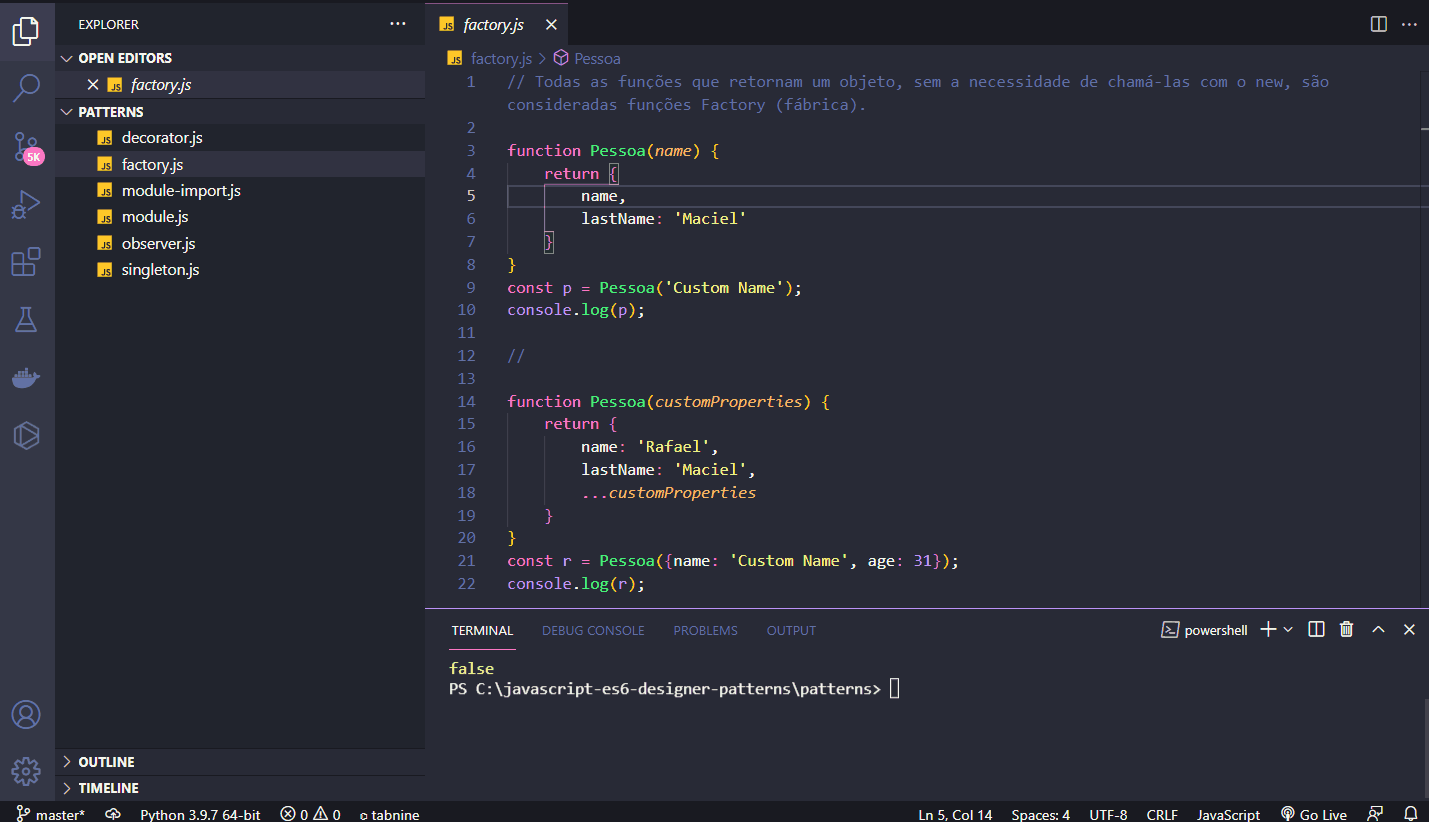 EXPLORER
OPEN EDITORS
JS factory.js
PATTERNS
JS decorator.js
JS factory.js
JS module-import.js
JS module.js
JS observer.js
JS singleton.js
OUTLINE
TIMELINE
5K
JS factory.js
JS factory.js > Pessoa
1 // Todas as funções que retornam um objeto, sem a necessidade de chamá-las com o new, são
consideradas funções Factory (fábrica).
2
3 function Pessoa(name) {
4 return {
5 name,
6 lastName: 'Maciel'
7 }
8 }
9 const p = Pessoa('Custom Name');
10 console.log(p);
11
12 //
13
14 function Pessoa(customProperties) {
15 return {
16 name: 'Rafael',
17 lastName: 'Maciel',
18 ...customProperties
19 }
20 }
21 const r = Pessoa({name: 'Custom Name', age: 31});
22 console.log(r);
TERMINAL DEBUG CONSOLE PROBLEMS OUTPUT powershell
false
PS C:\javascript-es6-designer-patterns\patterns>
master* Python 3.9.7 64-bit 0 0 tabnine Ln 5, Col 14 Spaces: 4 UTF-8 CRLF JavaScript Go Live